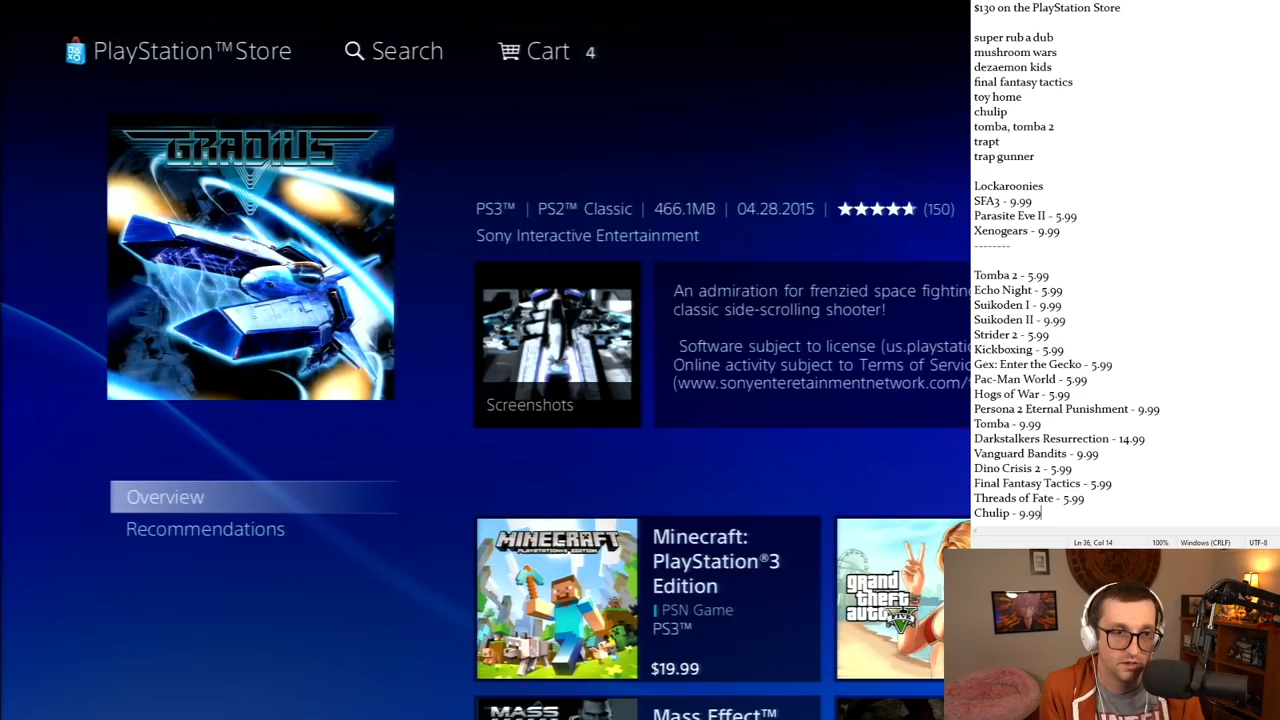 PlayStation™Store
Search
Cart 4
GRADIUS
PS3™ | PS2™ Classic | 466.1MB | 04.28.2015 | (150)
Sony Interactive Entertainment
Screenshots
An admiration for frenzied space fighting
classic side-scrolling shooter!
Software subject to license (us.playstati
Online activity subject to Terms of Servic
(www.sonyenteretainmentnetwork.com/
Overview
Recommendations
MINECRAFT
Minecraft:
PlayStation®3
Edition
PSN Game
PS3™
$19.99
grand
theft
auto
MASS
Mass Effect™
$130 on the PlayStation Store
super rub a dub
mushroom wars
dezaemon kids
final fantasy tactics
toy home
chulip
tomba, tomba 2
trapt
trap gunner
Lockaroonies
SFA3 - 9.99
Parasite Eve II - 5.99
Xenogears - 9.99
--------
Tomba 2 - 5.99
Echo Night - 5.99
Suikoden I - 9.99
Suikoden II - 9.99
Strider 2 - 5.99
Kickboxing - 5.99
Gex: Enter the Gecko - 5.99
Pac-Man World - 5.99
Hogs of War - 5.99
Persona 2 Eternal Punishment - 9.99
Tomba - 9.99
Darkstalkers Resurrection - 14.99
Vanguard Bandits - 9.99
Dino Crisis 2 - 5.99
Final Fantasy Tactics - 5.99
Threads of Fate - 5.99
Chulip - 9.99
Ln 36, Col 14 100% Windows (CRLF) UTF-8